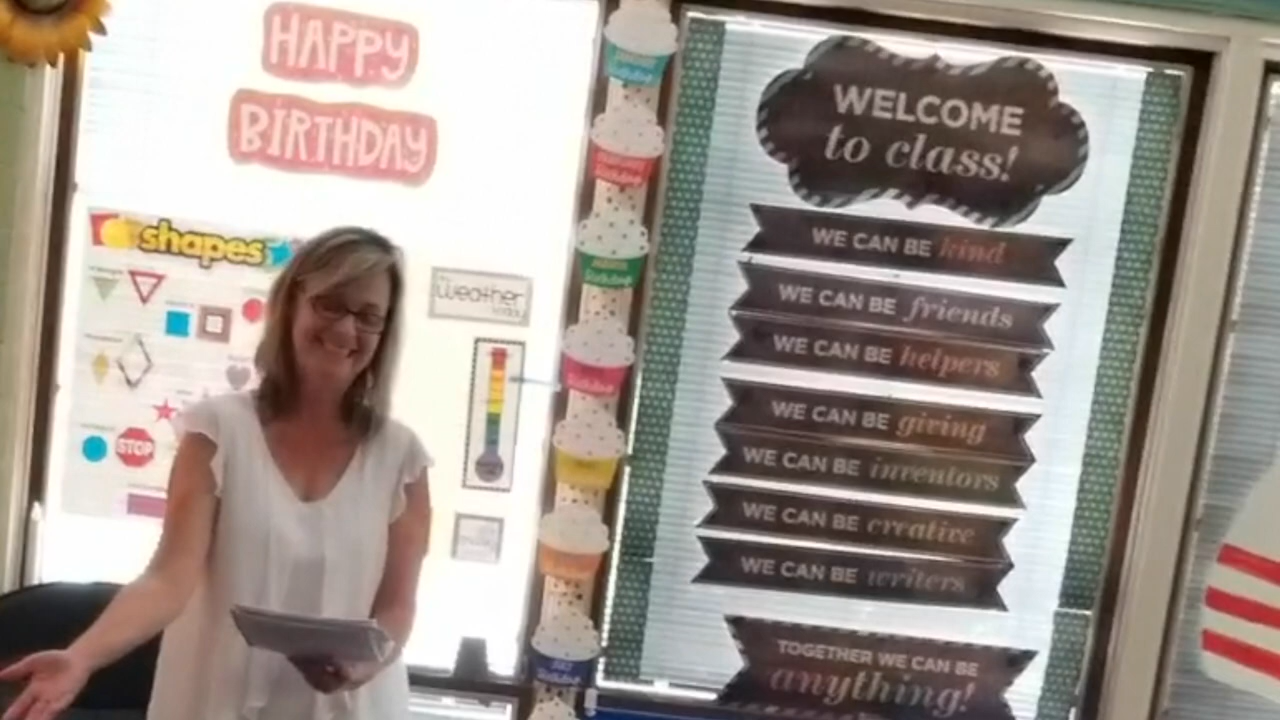 HAPPY
BIRTHDAY
shapes
STOP
weather
WELCOME
to class!
WE CAN BE kind
WE CAN BE friends
WE CAN BE helpers
WE CAN BE giving
WE CAN BE inventors
WE CAN BE creative
WE CAN BE writers
TOGETHER WE CAN BE
anything!